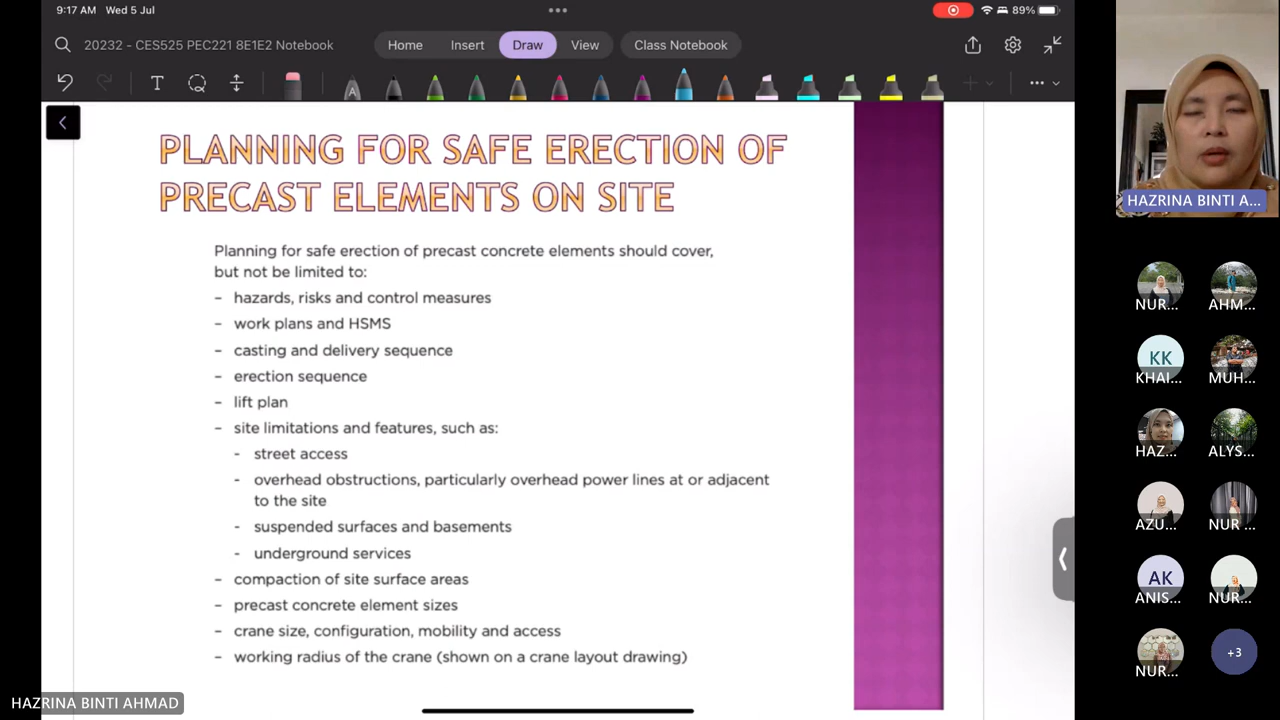 9:17 AM Wed 5 Jul
89%
20232 - CES525 PEC221 8E1E2 Notebook
Home
Insert
Draw
View
Class Notebook
T
A
PLANNING FOR SAFE ERECTION OF
PRECAST ELEMENTS ON SITE
Planning for safe erection of precast concrete elements should cover,
but not be limited to:
– hazards, risks and control measures
– work plans and HSMS
– casting and delivery sequence
– erection sequence
– lift plan
– site limitations and features, such as:
- street access
- overhead obstructions, particularly overhead power lines at or adjacent
to the site
- suspended surfaces and basements
- underground services
– compaction of site surface areas
– precast concrete element sizes
– crane size, configuration, mobility and access
– working radius of the crane (shown on a crane layout drawing)
HAZRINA BINTI AHMAD
HAZRINA BINTI A...
NUR...
AHM...
KK
KHAI...
MUH...
HAZ...
ALYS...
AZU...
NUR ...
AK
ANIS...
NUR...
NUR...
+3